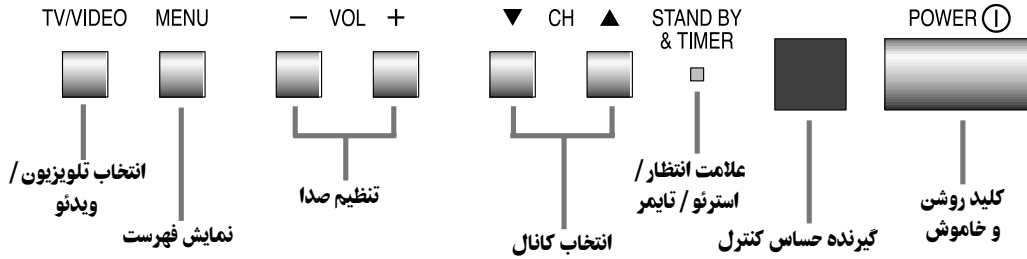 TV/VIDEO
MENU
− VOL +
▼ CH ▲
STAND BY
& TIMER
POWER
انتخاب تلویزیون /
ویدئو
نمایش فهرست
تنظیم صدا
انتخاب کانال
علامت انتظار /
استرئو / تایمر
گیرنده حساس کنترل
کلید روشن
و خاموش